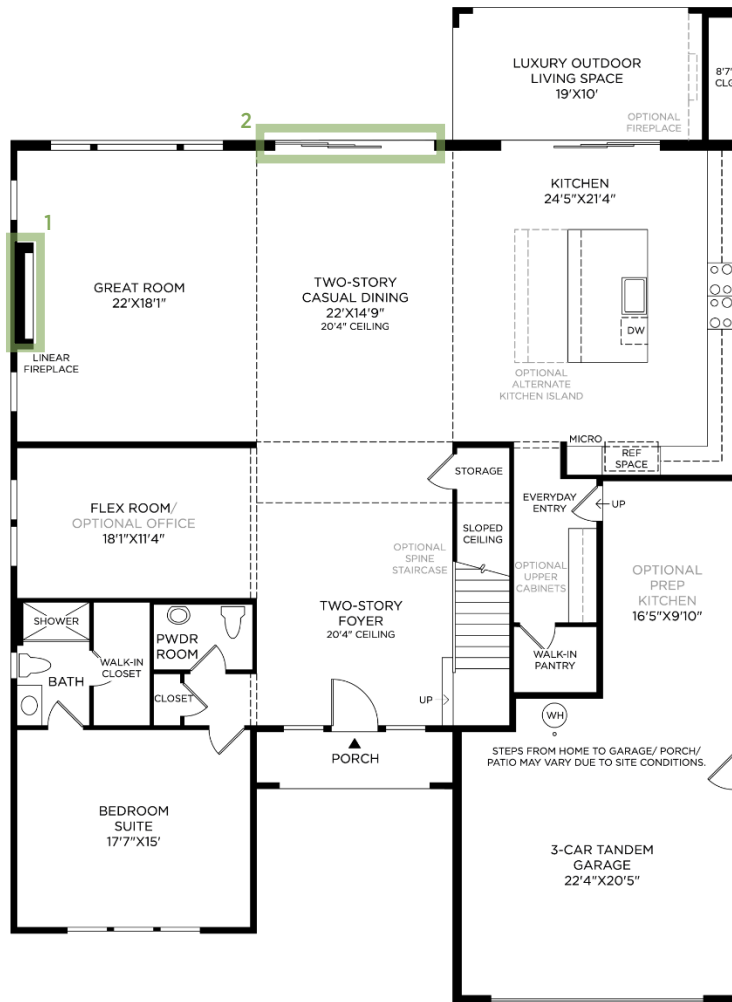 LUXURY OUTDOOR
LIVING SPACE
19'X10'
OPTIONAL
FIREPLACE
2
KITCHEN
24'5"X21'4"
1
GREAT ROOM
22'X18'1"
TWO-STORY
CASUAL DINING
22'X14'9"
20'4" CEILING
DW
LINEAR
FIREPLACE
OPTIONAL
ALTERNATE
KITCHEN ISLAND
MICRO
REF
SPACE
STORAGE
FLEX ROOM/
OPTIONAL OFFICE
18'1"X11'4"
EVERYDAY
ENTRY
UP
SLOPED
CEILING
OPTIONAL
SPINE
STAIRCASE
OPTIONAL
UPPER
CABINETS
OPTIONAL
PREP
KITCHEN
16'5"X9'10"
SHOWER
PWDR
ROOM
TWO-STORY
FOYER
20'4" CEILING
WALK-IN
CLOSET
BATH
WALK-IN
PANTRY
CLOSET
UP
WH
PORCH
STEPS FROM HOME TO GARAGE/ PORCH/
PATIO MAY VARY DUE TO SITE CONDITIONS.
BEDROOM
SUITE
17'7"X15'
3-CAR TANDEM
GARAGE
22'4"X20'5"